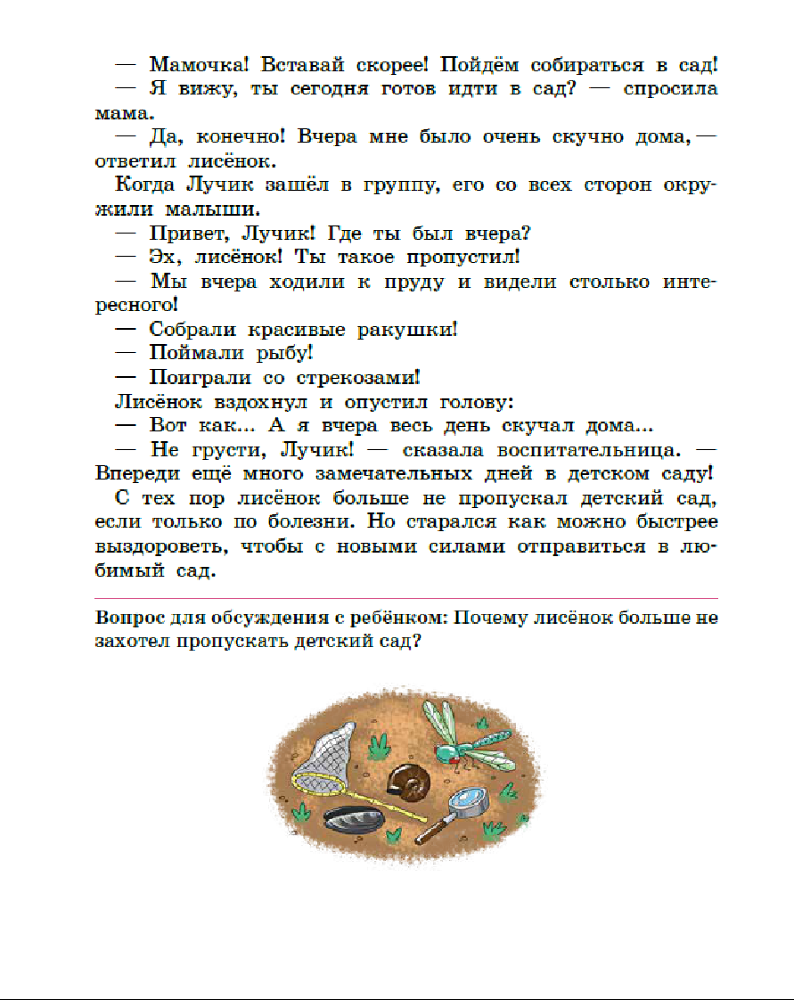 — Мамочка! Вставай скорее! Пойдём собираться в сад!
— Я вижу, ты сегодня готов идти в сад? — спросила
мама.
— Да, конечно! Вчера мне было очень скучно дома, —
ответил лисёнок.
Когда Лучик зашёл в группу, его со всех сторон окру-
жили малыши.
— Привет, Лучик! Где ты был вчера?
— Эх, лисёнок! Ты такое пропустил!
— Мы вчера ходили к пруду и видели столько инте-
ресного!
— Собрали красивые ракушки!
— Поймали рыбу!
— Поиграли со стрекозами!
Лисёнок вздохнул и опустил голову:
— Вот как... А я вчера весь день скучал дома...
— Не грусти, Лучик! — сказала воспитательница. —
Впереди ещё много замечательных дней в детском саду!
С тех пор лисёнок больше не пропускал детский сад,
если только по болезни. Но старался как можно быстрее
выздороветь, чтобы с новыми силами отправиться в лю-
бимый сад.
Вопрос для обсуждения с ребёнком: Почему лисёнок больше не
захотел пропускать детский сад?